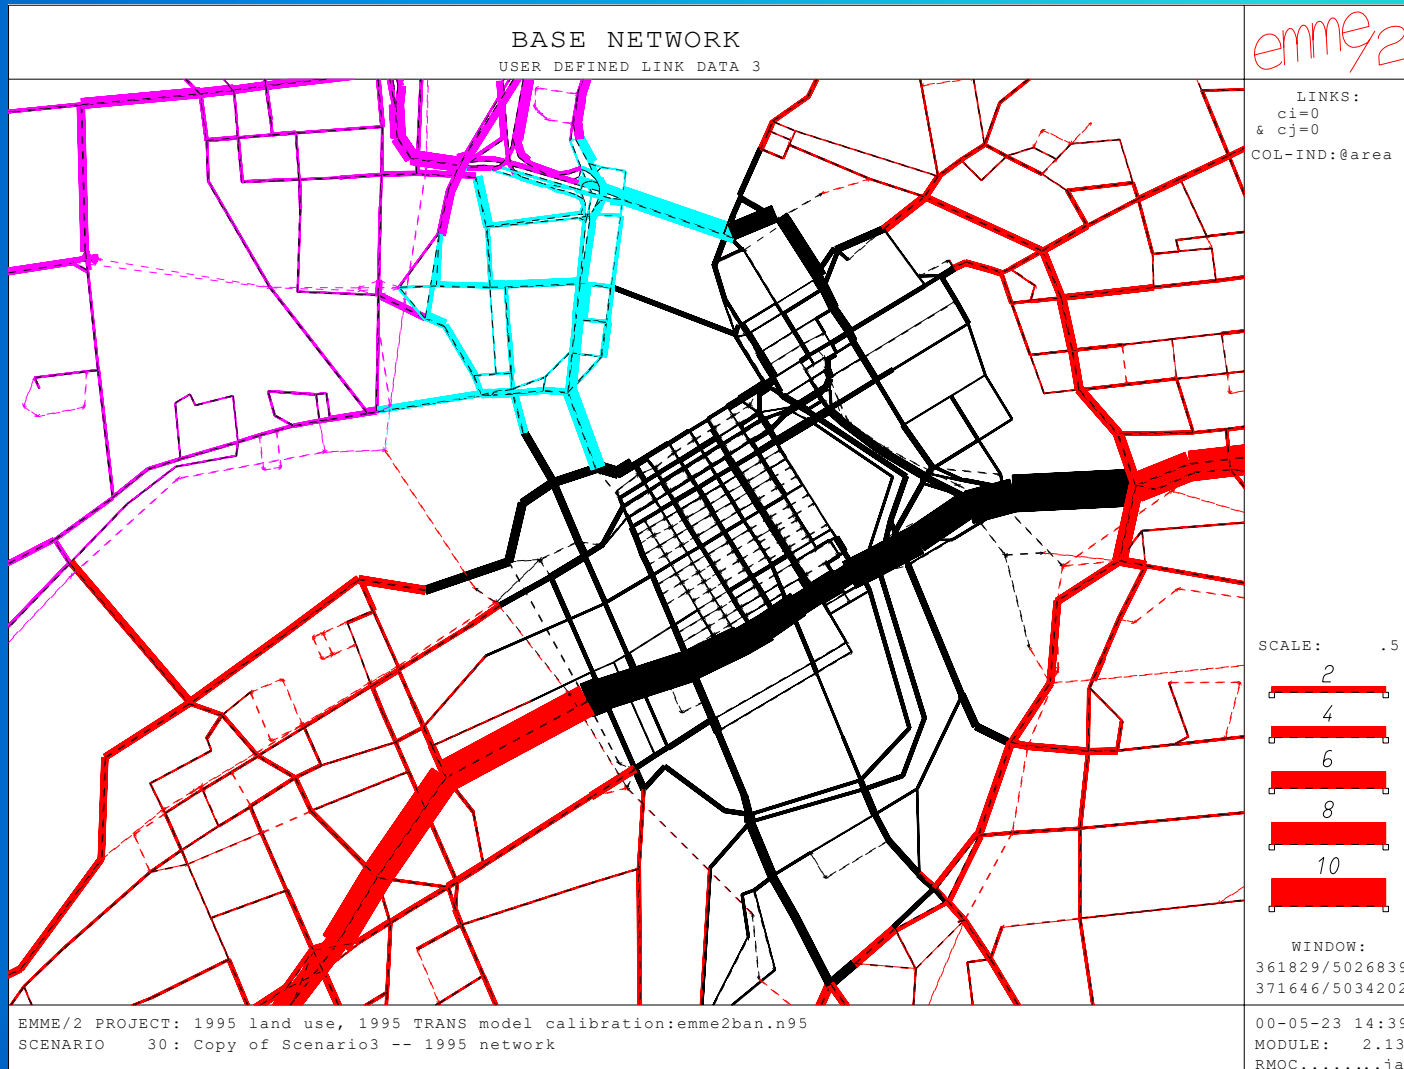 BASE NETWORK
USER DEFINED LINK DATA 3
emme/2
LINKS:
ci=0
& cj=0
COL-IND:@area
SCALE: .5
2
4
6
8
10
WINDOW:
361829/5026839
371646/5034202
EMME/2 PROJECT: 1995 land use, 1995 TRANS model calibration:emme2ban.n95
SCENARIO 30: Copy of Scenario3 -- 1995 network
00-05-23 14:39
MODULE: 2.13
RMOC........ja